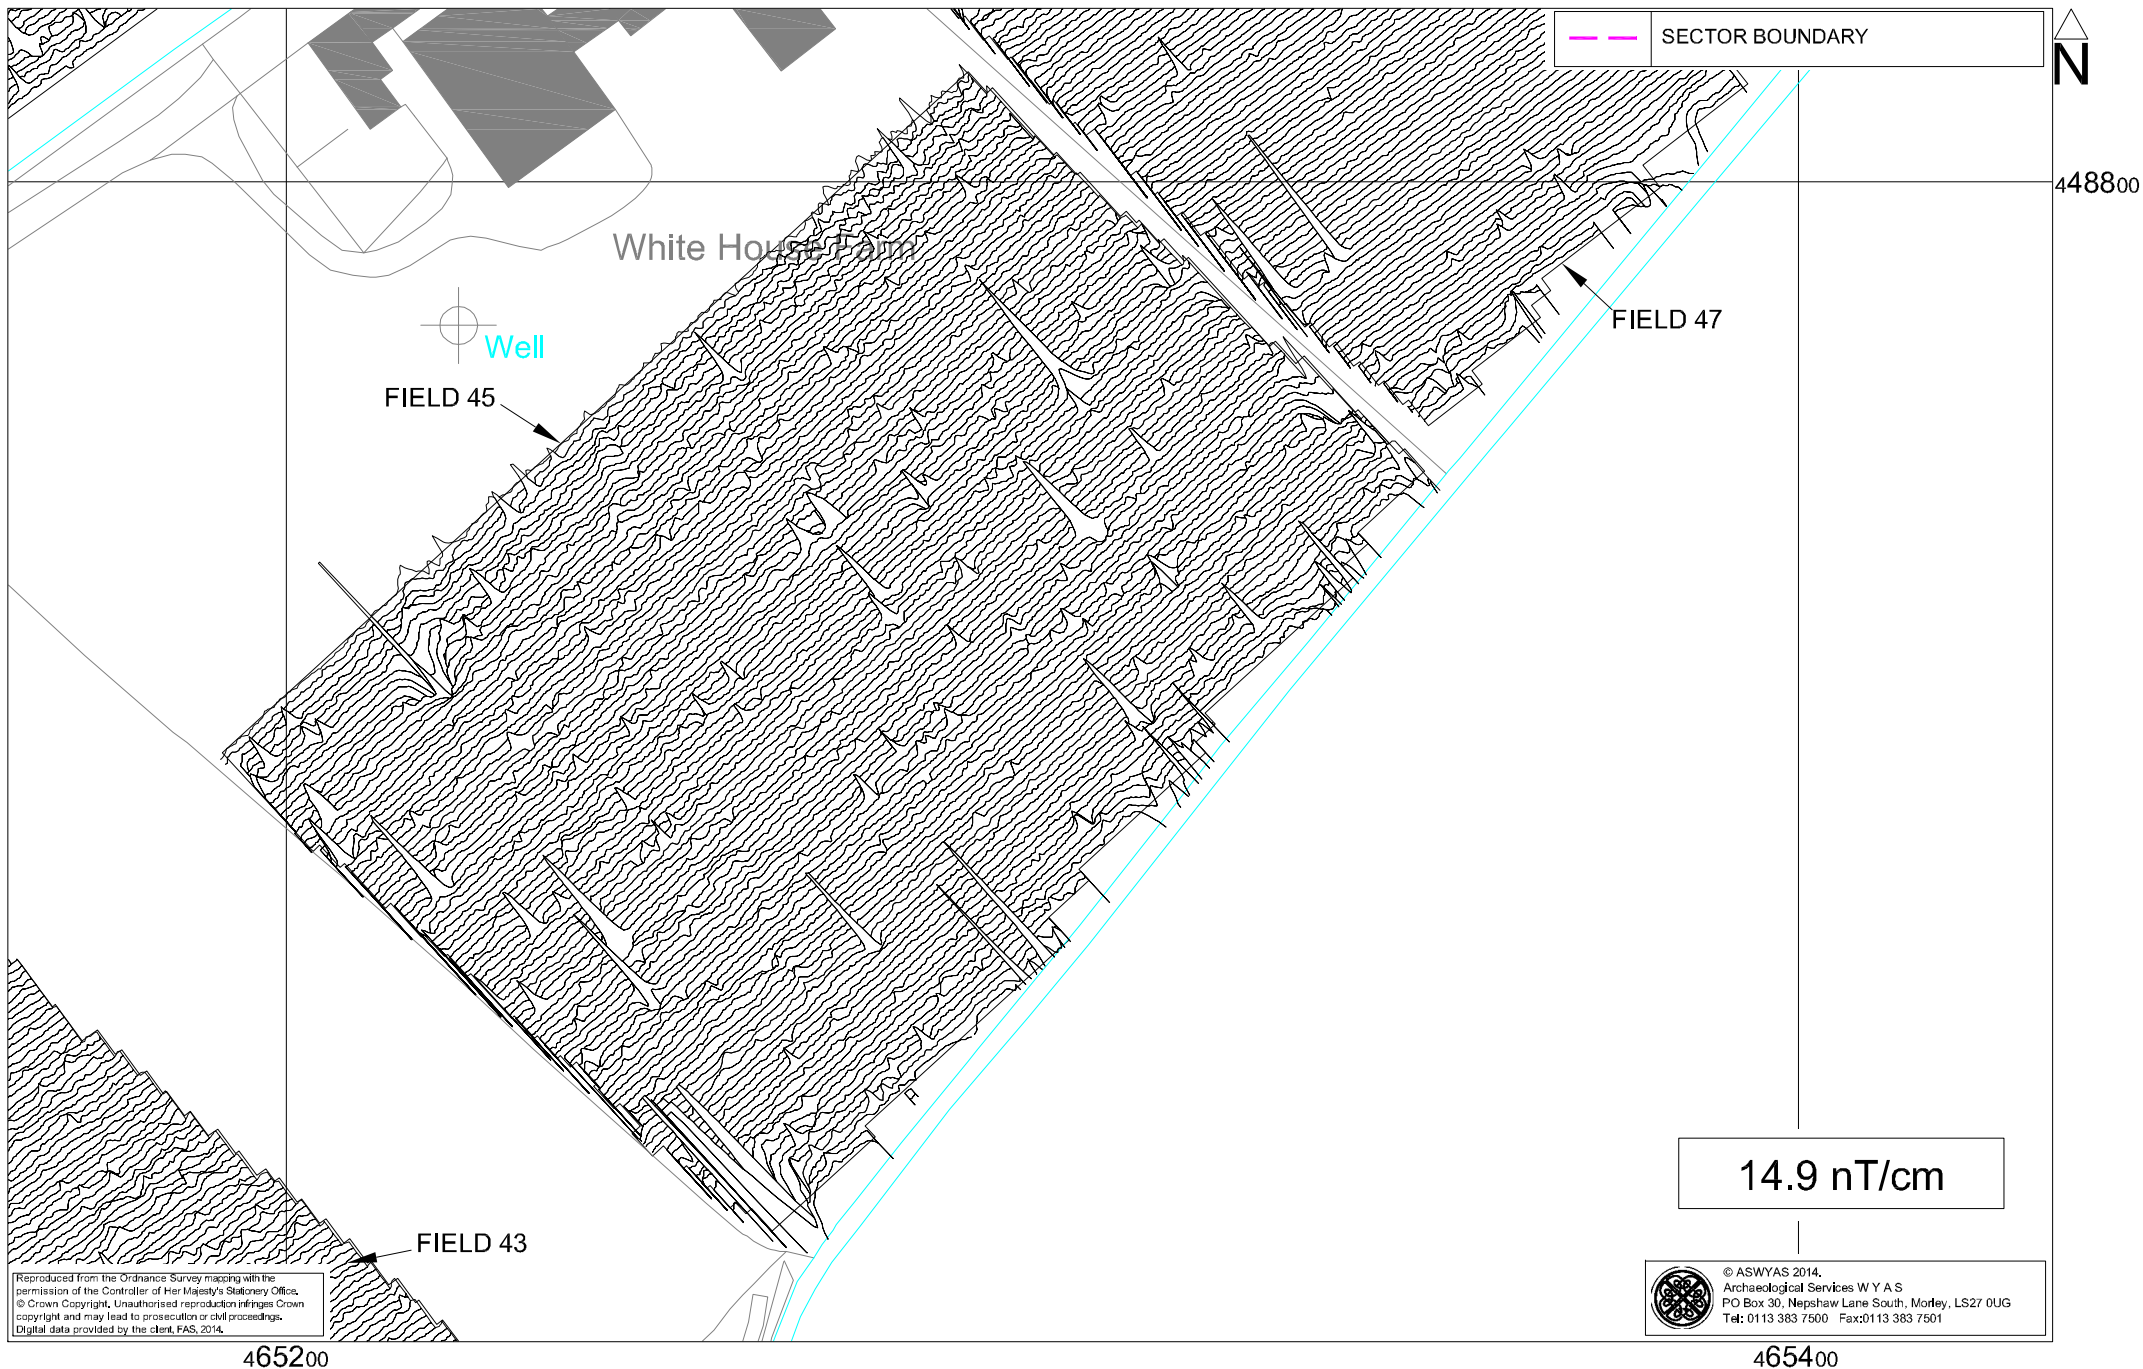 SECTOR BOUNDARY
N
448800
White House Farm
Well
FIELD 47
FIELD 45
14.9 nT/cm
FIELD 43
Reproduced from the Ordnance Survey mapping with the
permission of the Controller of Her Majesty's Stationery Office.
© Crown Copyright. Unauthorised reproduction infringes Crown
copyright and may lead to prosecution or civil proceedings.
Digital data provided by the client, FAS, 2014.
© ASWYAS 2014.
Archaeological Services W Y A S
PO Box 30, Nepshaw Lane South, Morley, LS27 0UG
Tel: 0113 383 7500 Fax:0113 383 7501
465200
465400